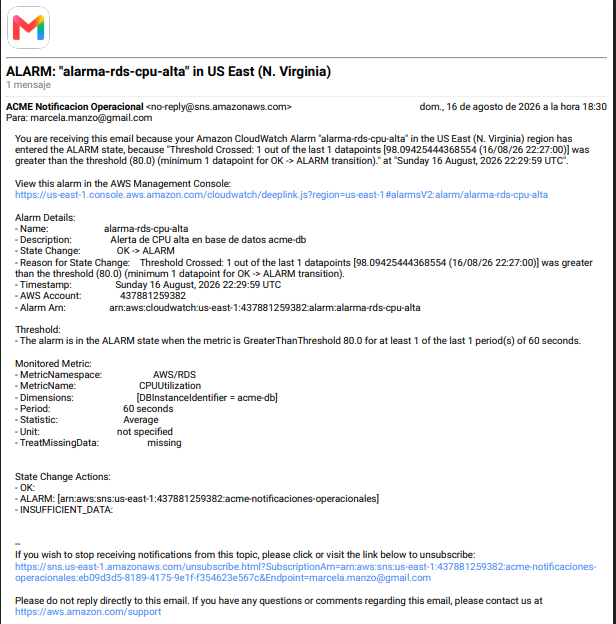 ALARM: "alarma-rds-cpu-alta" in US East (N. Virginia)
1 mensaje
ACME Notificacion Operacional <no-reply@sns.amazonaws.com> dom., 16 de agosto de 2026 a la hora 18:30
Para: marcela.manzo@gmail.com
You are receiving this email because your Amazon CloudWatch Alarm "alarma-rds-cpu-alta" in the US East (N. Virginia) region has
entered the ALARM state, because "Threshold Crossed: 1 out of the last 1 datapoints [98.09425444368554 (16/08/26 22:27:00)] was
greater than the threshold (80.0) (minimum 1 datapoint for OK -> ALARM transition)." at "Sunday 16 August, 2026 22:29:59 UTC".
View this alarm in the AWS Management Console:
https://us-east-1.console.aws.amazon.com/cloudwatch/deeplink.js?region=us-east-1#alarmsV2:alarm/alarma-rds-cpu-alta
Alarm Details:
- Name: alarma-rds-cpu-alta
- Description: Alerta de CPU alta en base de datos acme-db
- State Change: OK -> ALARM
- Reason for State Change: Threshold Crossed: 1 out of the last 1 datapoints [98.09425444368554 (16/08/26 22:27:00)] was greater
than the threshold (80.0) (minimum 1 datapoint for OK -> ALARM transition).
- Timestamp: Sunday 16 August, 2026 22:29:59 UTC
- AWS Account: 437881259382
- Alarm Arn: arn:aws:cloudwatch:us-east-1:437881259382:alarm:alarma-rds-cpu-alta
Threshold:
- The alarm is in the ALARM state when the metric is GreaterThanThreshold 80.0 for at least 1 of the last 1 period(s) of 60 seconds.
Monitored Metric:
- MetricNamespace: AWS/RDS
- MetricName: CPUUtilization
- Dimensions: [DBInstanceIdentifier = acme-db]
- Period: 60 seconds
- Statistic: Average
- Unit: not specified
- TreatMissingData: missing
State Change Actions:
- OK:
- ALARM: [arn:aws:sns:us-east-1:437881259382:acme-notificaciones-operacionales]
- INSUFFICIENT_DATA:
--
If you wish to stop receiving notifications from this topic, please click or visit the link below to unsubscribe:
https://sns.us-east-1.amazonaws.com/unsubscribe.html?SubscriptionArn=arn:aws:sns:us-east-1:437881259382:acme-notificaciones-
operacionales:eb09d3d5-8189-4175-9e1f-f354623e567c&Endpoint=marcela.manzo@gmail.com
Please do not reply directly to this email. If you have any questions or comments regarding this email, please contact us at
https://aws.amazon.com/support